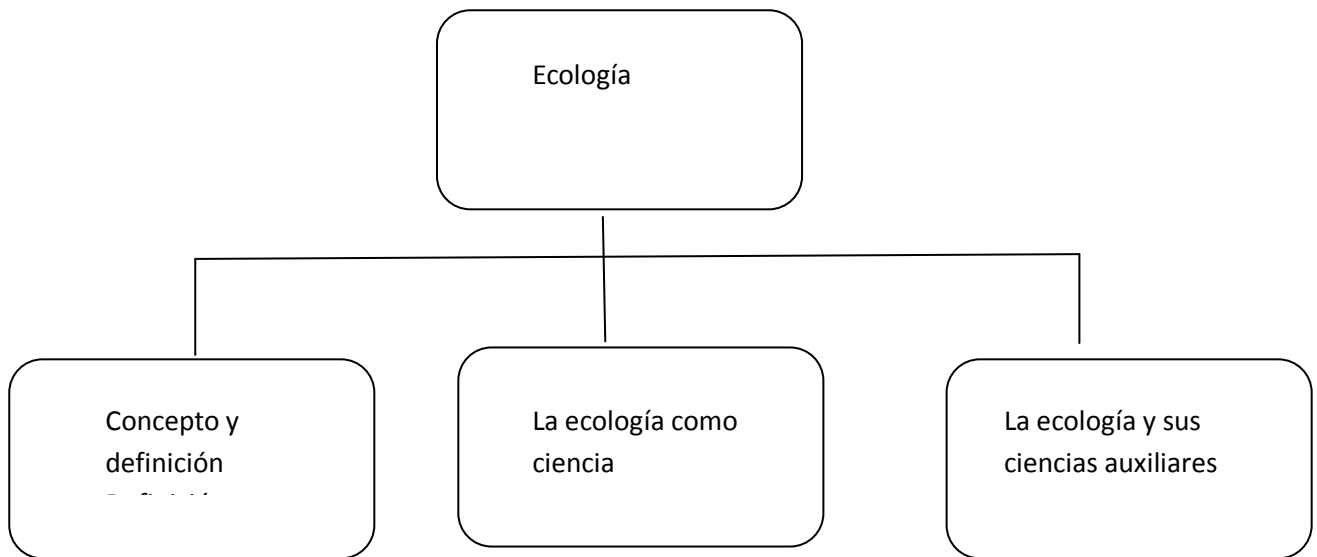 Ecología
Concepto y
definición
La ecología como
ciencia
La ecología y sus
ciencias auxiliares